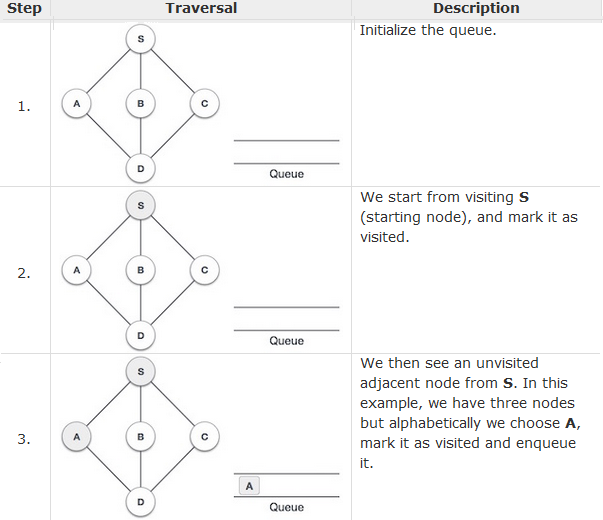 Step Traversal Description
1.
S
A B C
D
Queue
Initialize the queue.
2.
S
A B C
D
Queue
We start from visiting S
(starting node), and mark it as
visited.
3.
S
A B C
D
A
Queue
We then see an unvisited
adjacent node from S. In this
example, we have three nodes
but alphabetically we choose A,
mark it as visited and enqueue
it.